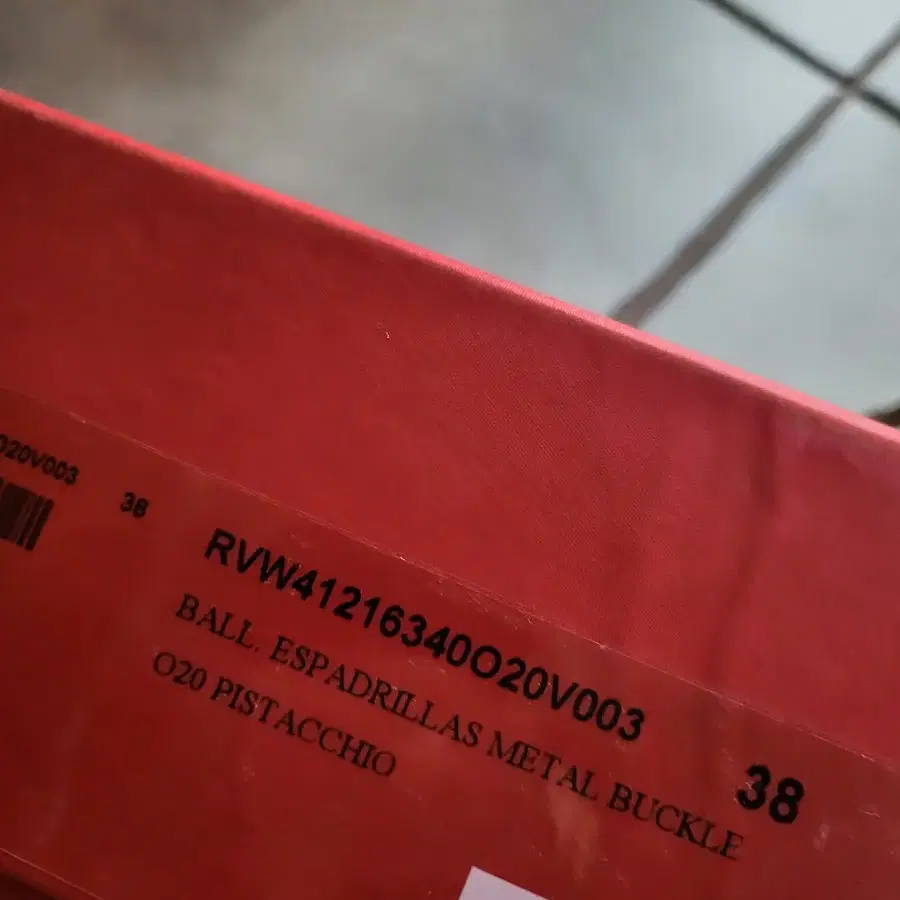 O20V003
38
RVW41216340O20V003
BALL. ESPADRILLAS METAL BUCKLE
O20 PISTACCHIO
38